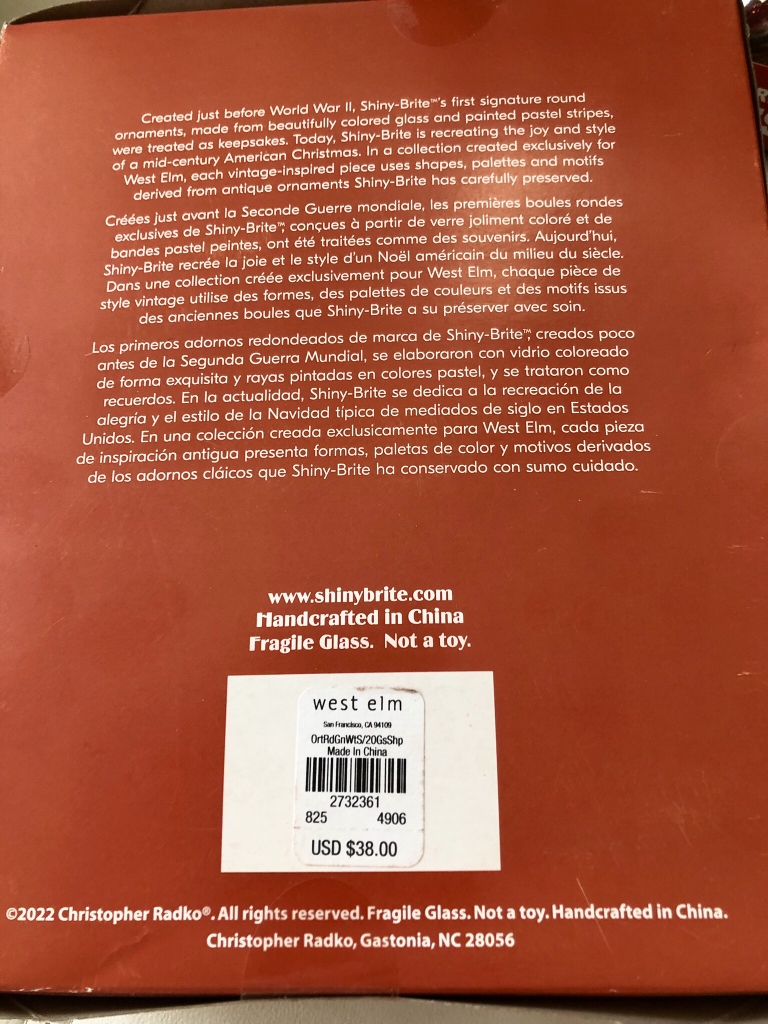 Created just before World War II, Shiny-Brite™'s first signature round
ornaments, made from beautifully colored glass and painted pastel stripes,
were treated as keepsakes. Today, Shiny-Brite is recreating the joy and style
of a mid-century American Christmas. In a collection created exclusively for
West Elm, each vintage-inspired piece uses shapes, palettes and motifs
derived from antique ornaments Shiny-Brite has carefully preserved.
Créées just avant la Seconde Guerre mondiale, les premières boules rondes
exclusives de Shiny-Brite™, conçues à partir de verre joliment coloré et de
bandes pastel peintes, ont été traitées comme des souvenirs. Aujourd'hui,
Shiny-Brite recrée la joie et le style d'un Noël américain du milieu du siècle.
Dans une collection créée exclusivement pour West Elm, chaque pièce de
style vintage utilise des formes, des palettes de couleurs et des motifs issus
des anciennes boules que Shiny-Brite a su préserver avec soin.
Los primeros adornos redondeados de marca de Shiny-Brite™, creados poco
antes de la Segunda Guerra Mundial, se elaboraron con vidrio coloreado
de forma exquisita y rayas pintadas en colores pastel, y se trataron como
recuerdos. En la actualidad, Shiny-Brite se dedica a la recreación de la
alegría y el estilo de la Navidad típica de mediados de siglo en Estados
Unidos. En una colección creada exclusicamente para West Elm, cada pieza
de inspiración antigua presenta formas, paletas de color y motivos derivados
de los adornos cláicos que Shiny-Brite ha conservado con sumo cuidado.
www.shinybrite.com
Handcrafted in China
Fragile Glass. Not a toy.
west elm
San Francisco, CA 94109
OrtRdGnWtS/20GsShp
Made In China
2732361
825 4906
USD $38.00
©2022 Christopher Radko®. All rights reserved. Fragile Glass. Not a toy. Handcrafted in China.
Christopher Radko, Gastonia, NC 28056